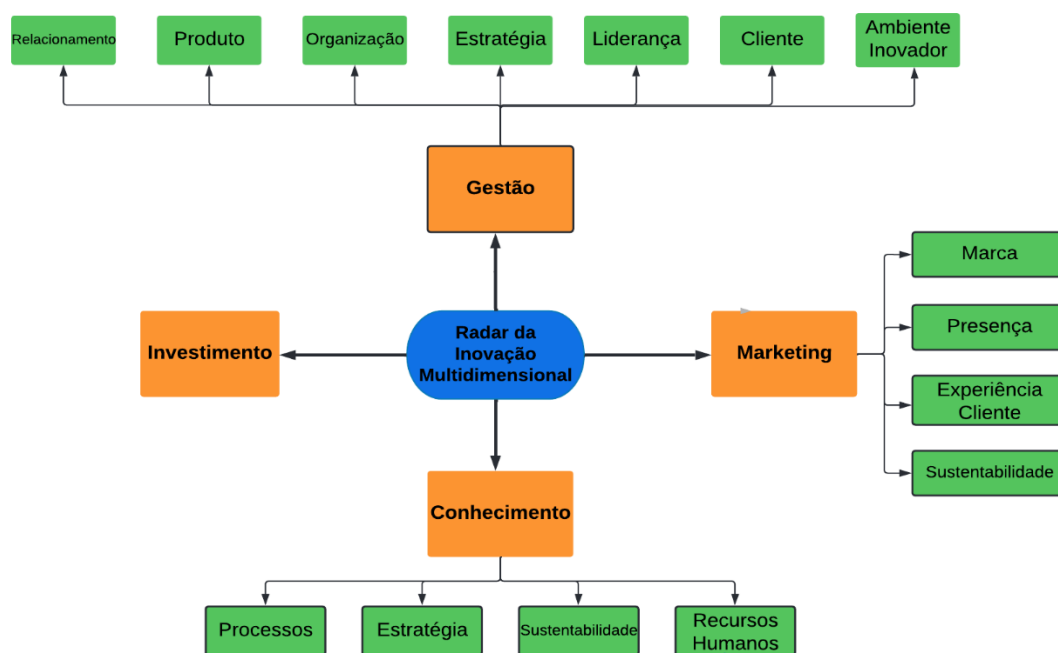 Relacionamento
Produto
Organização
Estratégia
Liderança
Cliente
Ambiente
Inovador
Gestão
Marca
Presença
Experiência
Cliente
Sustentabilidade
Investimento
Radar da
Inovação
Multidimensional
Marketing
Conhecimento
Processos
Estratégia
Sustentabilidade
Recursos
Humanos